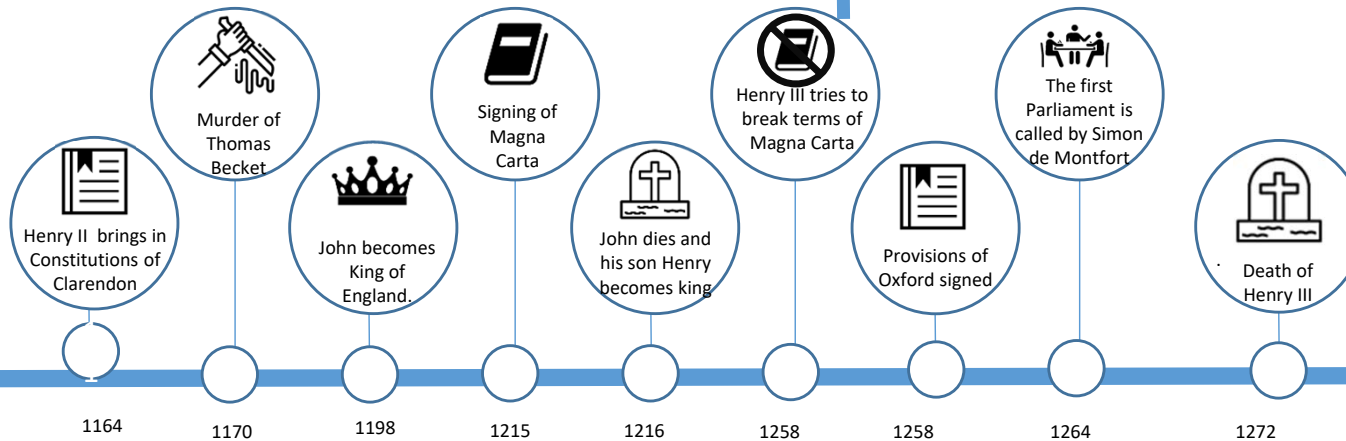 Henry II brings in
Constitutions of
Clarendon
Murder of
Thomas
Becket
John becomes
King of
England.
Signing of
Magna
Carta
John dies and
his son Henry
becomes king
Henry III tries to
break terms of
Magna Carta
Provisions of
Oxford signed
The first
Parliament is
called by Simon
de Montfort
.
Death of
Henry III
1164
1170
1198
1215
1216
1258
1258
1264
1272